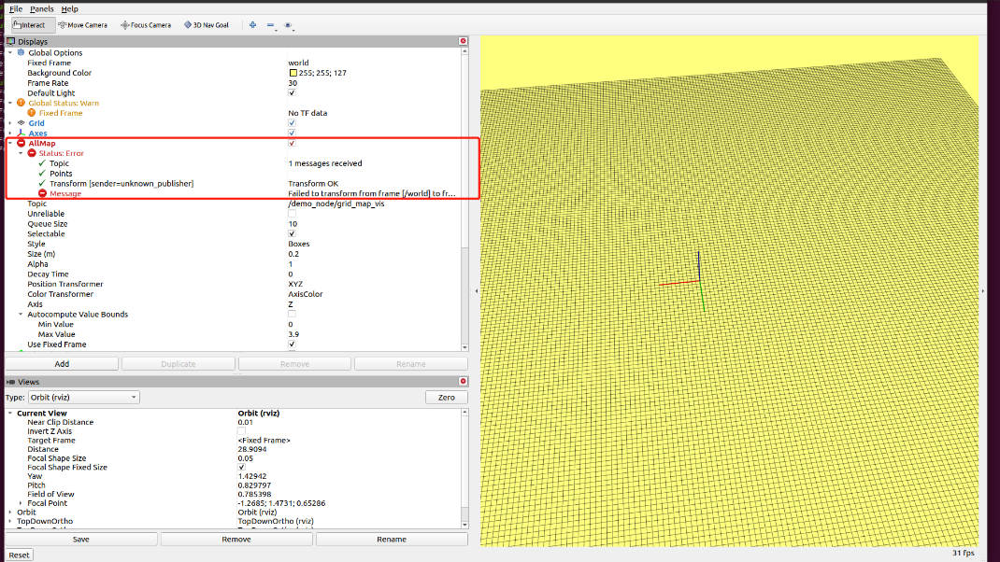 File Panels Help
Interact Move Camera Focus Camera 3D Nav Goal
Displays
Global Options
Fixed Frame world
Background Color 255; 255; 127
Frame Rate 30
Default Light
Global Status: Warn
Fixed Frame No TF data
Grid
Axes
AllMap
Status: Error
Topic 1 messages received
Points
Transform [sender=unknown_publisher] Transform OK
Message Failed to transform from frame [/world] to fr...
Topic /demo_node/grid_map_vis
Unreliable
Queue Size 10
Selectable
Style Boxes
Size (m) 0.2
Alpha 1
Decay Time 0
Position Transformer XYZ
Color Transformer AxisColor
Axis Z
Autocompute Value Bounds
Min Value 0
Max Value 3.9
Use Fixed Frame
Add Duplicate Remove Rename
Views
Type: Orbit (rviz) Zero
Current View Orbit (rviz)
Near Clip Distance 0.01
Invert Z Axis
Target Frame <Fixed Frame>
Distance 28.9094
Focal Shape Size 0.05
Focal Shape Fixed Size
Yaw 1.42942
Pitch 0.829797
Field of View 0.785398
Focal Point -1.2685; 1.4731; 0.65286
Orbit Orbit (rviz)
TopDownOrtho TopDownOrtho (rviz)
Save Remove Rename
Reset 31 fps